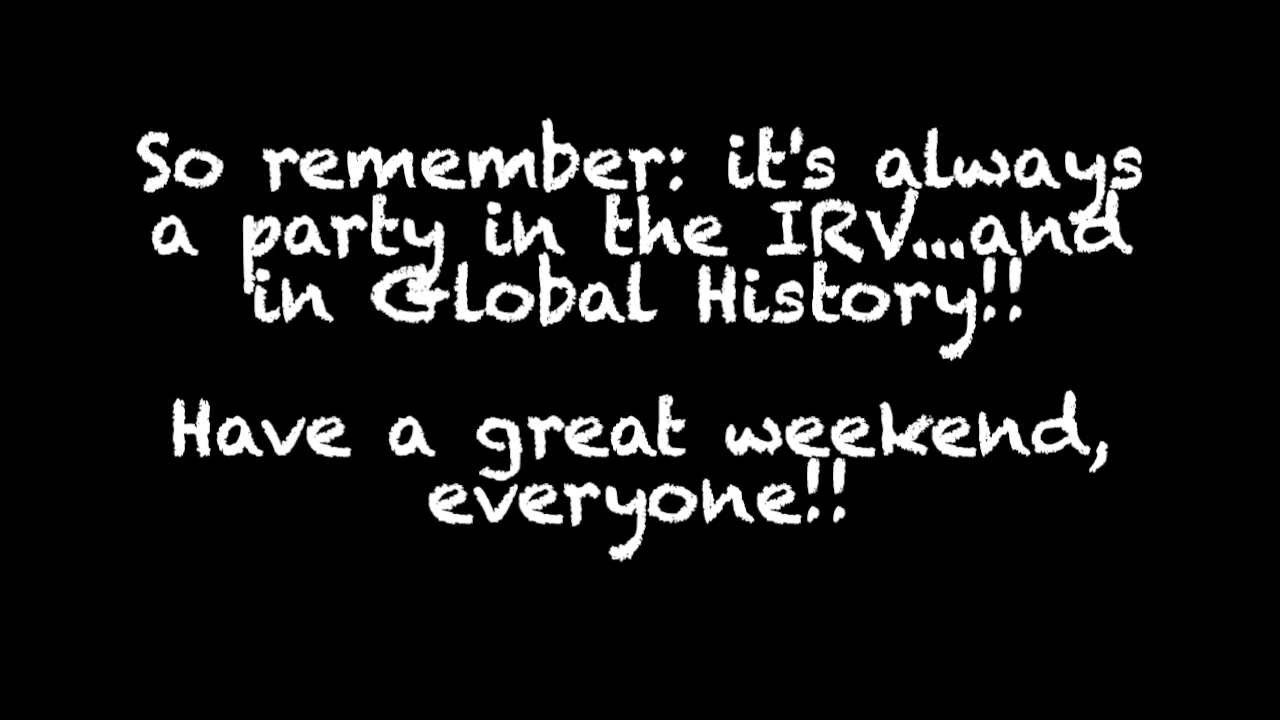 So remember: it's always
a party in the IRV...and
in Global History!!
Have a great weekend,
everyone!!